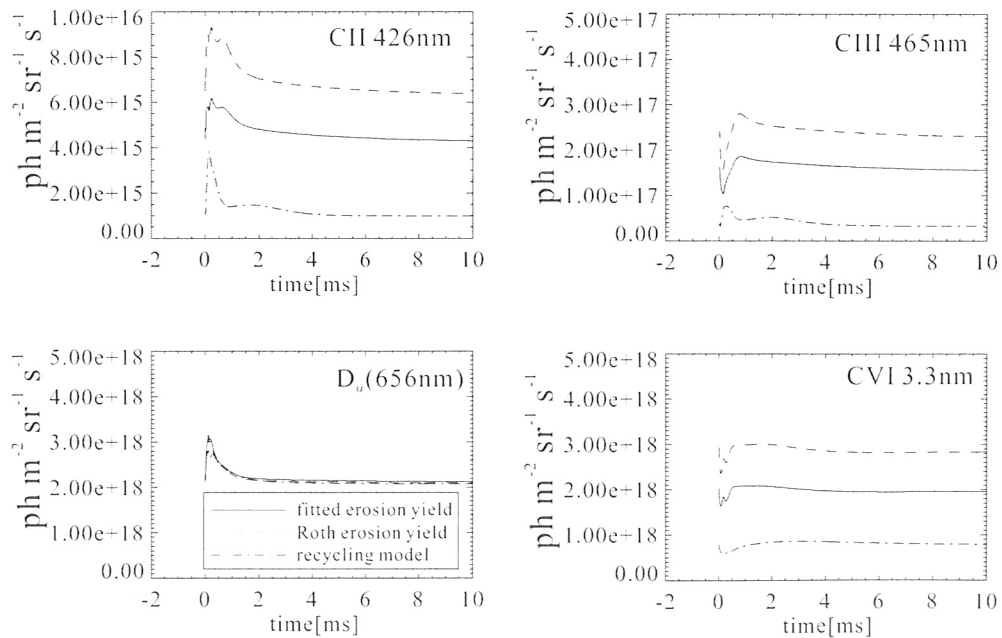 CII 426nm
ph m⁻² sr⁻¹ s⁻¹
1.00e+16
8.00e+15
6.00e+15
4.00e+15
2.00e+15
0.00
-2 0 2 4 6 8 10
time[ms]
CIII 465nm
ph m⁻² sr⁻¹ s⁻¹
5.00e+17
4.00e+17
3.00e+17
2.00e+17
1.00e+17
0.00
-2 0 2 4 6 8 10
time[ms]
Dα(656nm)
ph m⁻² sr⁻¹ s⁻¹
5.00e+18
4.00e+18
3.00e+18
2.00e+18
1.00e+18
0.00
fitted erosion yield
Roth erosion yield
recycling model
-2 0 2 4 6 8 10
time[ms]
CVI 3.3nm
ph m⁻² sr⁻¹ s⁻¹
5.00e+18
4.00e+18
3.00e+18
2.00e+18
1.00e+18
0.00
-2 0 2 4 6 8 10
time[ms]